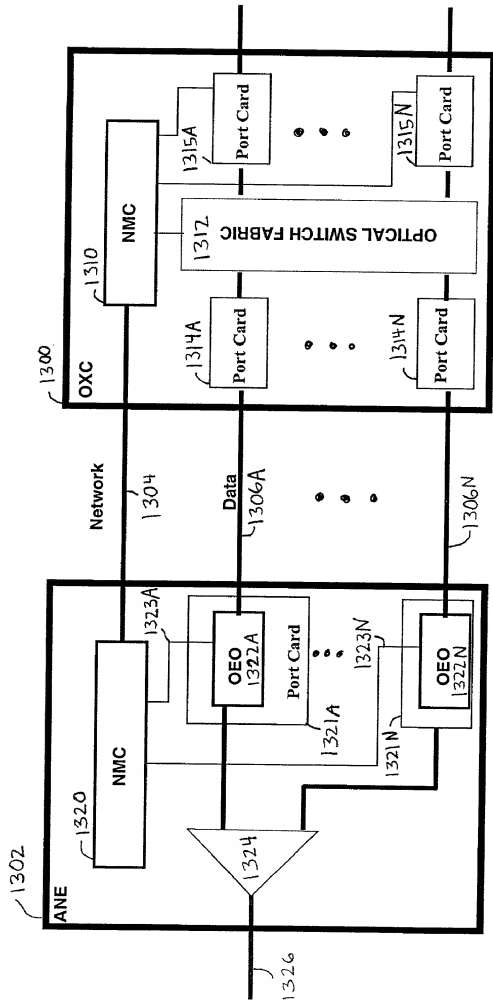 1302
ANE
1320
NMC
1323A
OEO
1322A
Port Card
1321A
1323N
1321N
OEO
1322N
1324
1326
Network
1304
Data
1306A
1306N
1300
OXC
1310
NMC
1312
OPTICAL SWITCH FABRIC
1314A
Port Card
1314N
Port Card
1315A
Port Card
1315N
Port Card